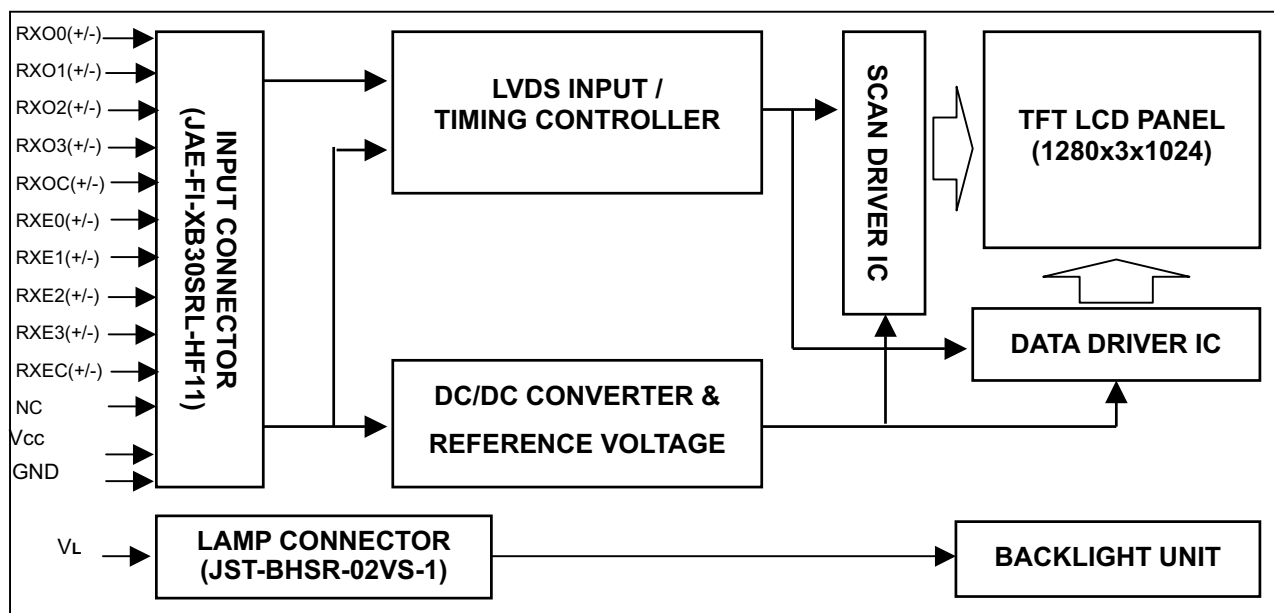 RXO0(+/-)
RXO1(+/-)
RXO2(+/-)
RXO3(+/-)
RXOC(+/-)
RXE0(+/-)
RXE1(+/-)
RXE2(+/-)
RXE3(+/-)
RXEC(+/-)
NC
Vcc
GND
INPUT CONNECTOR
(JAE-FI-XB30SRL-HF11)
LVDS INPUT /
TIMING CONTROLLER
DC/DC CONVERTER &
REFERENCE VOLTAGE
SCAN DRIVER IC
TFT LCD PANEL
(1280x3x1024)
DATA DRIVER IC
VL
LAMP CONNECTOR
(JST-BHSR-02VS-1)
BACKLIGHT UNIT